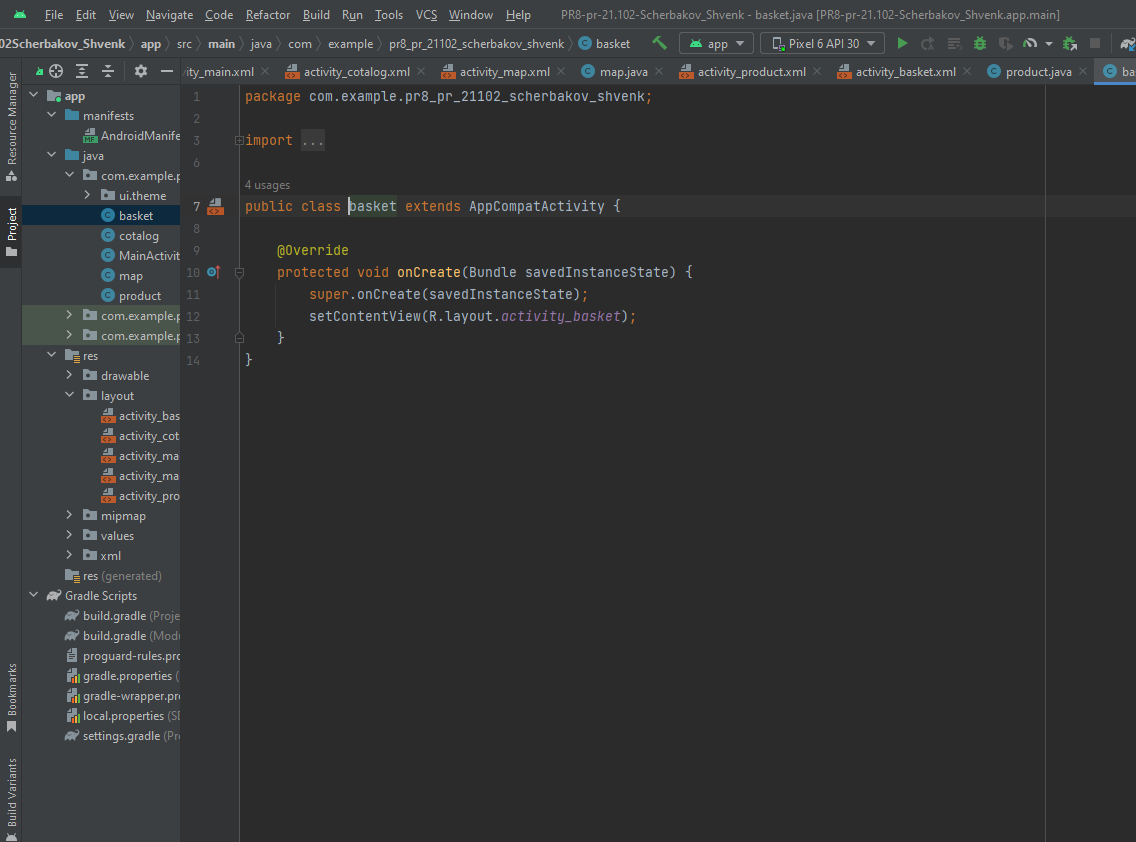 File Edit View Navigate Code Refactor Build Run Tools VCS Window Help PR8-pr-21.102-Scherbakov_Shvenk - basket.java [PR8-pr-21.102-Scherbakov_Shvenk.app.main]
02Scherbakov_Shvenk app src main java com example pr8_pr_21102_scherbakov_shvenk basket app Pixel 6 API 30
ity_main.xml activity_cotalog.xml activity_map.xml map.java activity_product.xml activity_basket.xml product.java bas
Resource Manager
Project
Bookmarks
Build Variants
app
manifests
AndroidManife
java
com.example.p
ui.theme
basket
cotalog
MainActivit
map
product
com.example.p
com.example.p
res
drawable
layout
activity_bas
activity_cot
activity_ma
activity_ma
activity_pro
mipmap
values
xml
res (generated)
Gradle Scripts
build.gradle (Proje
build.gradle (Modu
proguard-rules.pro
gradle.properties (
gradle-wrapper.pro
local.properties (SD
settings.gradle (Pro
1 package com.example.pr8_pr_21102_scherbakov_shvenk;
2
3 import ...
6
4 usages
7 public class basket extends AppCompatActivity {
8
9 @Override
10 protected void onCreate(Bundle savedInstanceState) {
11 super.onCreate(savedInstanceState);
12 setContentView(R.layout.activity_basket);
13 }
14 }